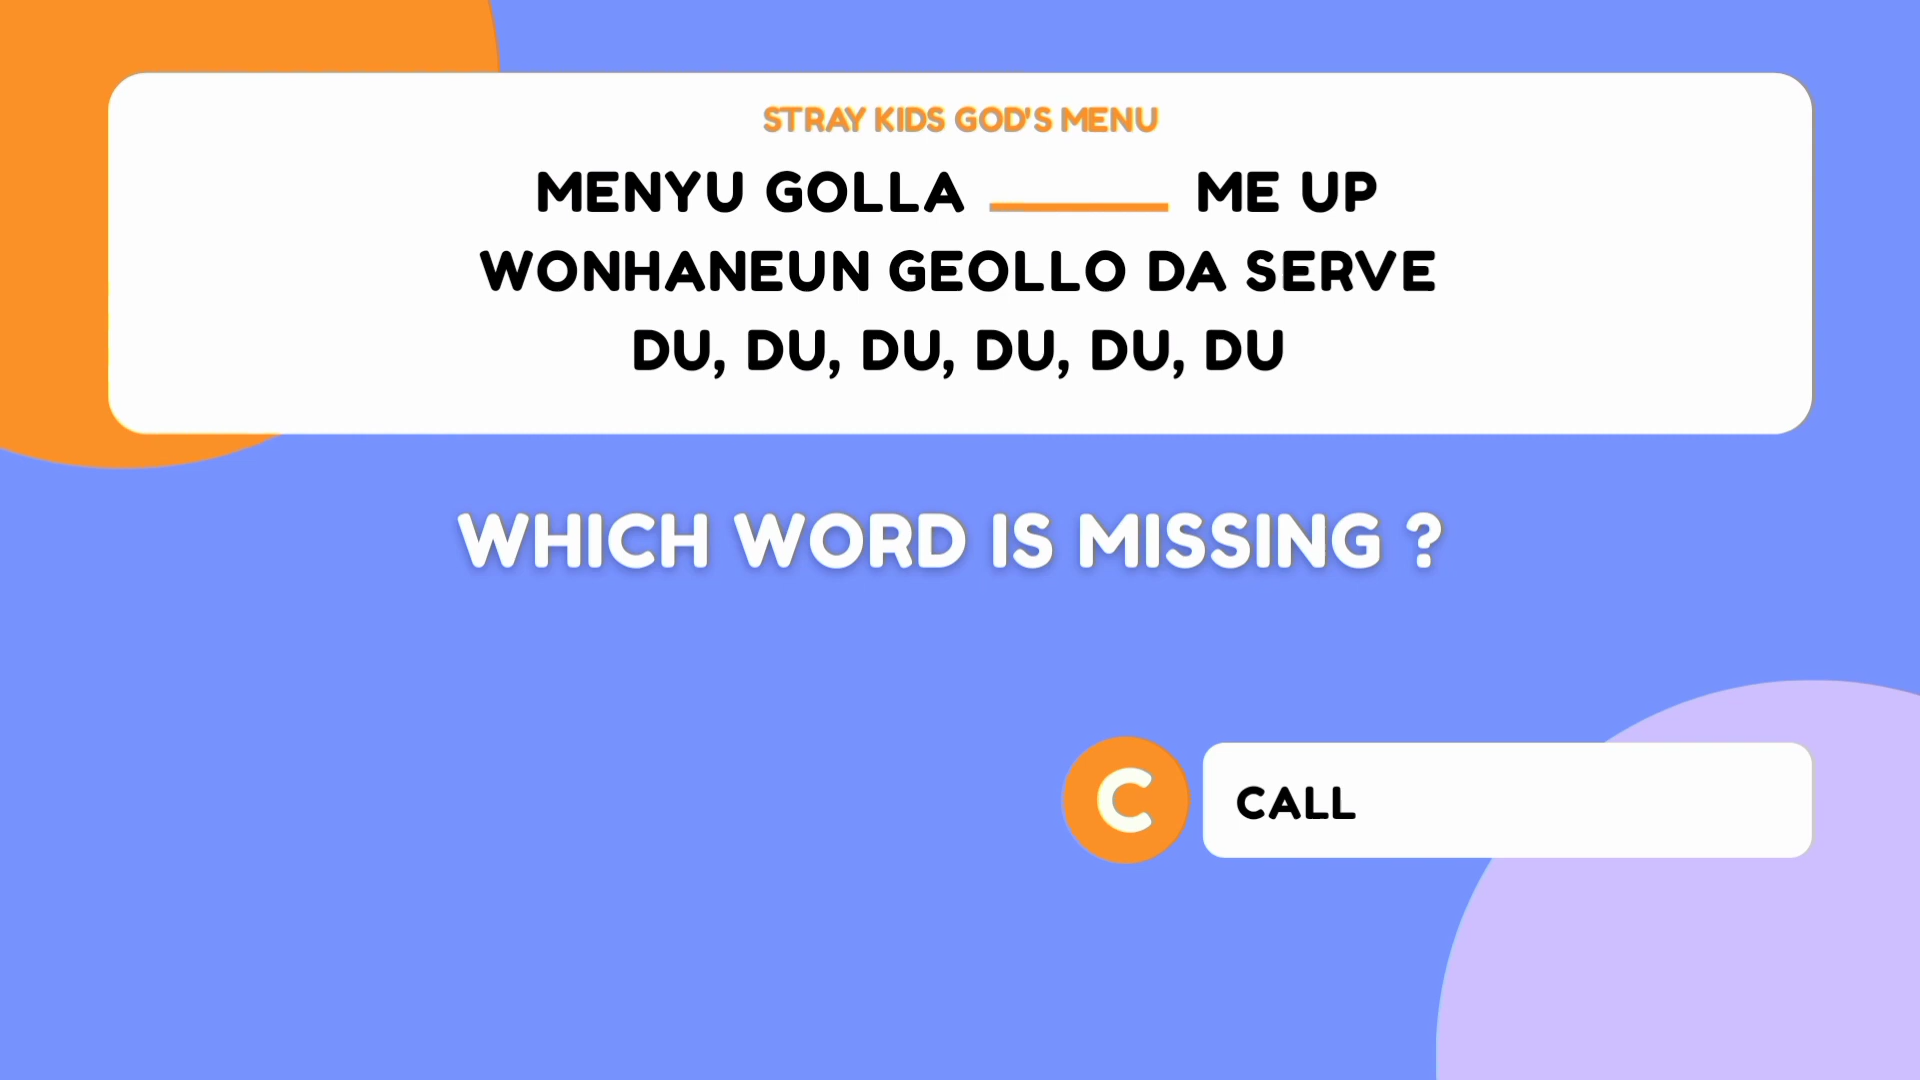 STRAY KIDS GOD'S MENU
MENYU GOLLA ____ ME UP
WONHANEUN GEOLLO DA SERVE
DU, DU, DU, DU, DU, DU
WHICH WORD IS MISSING ?
C CALL